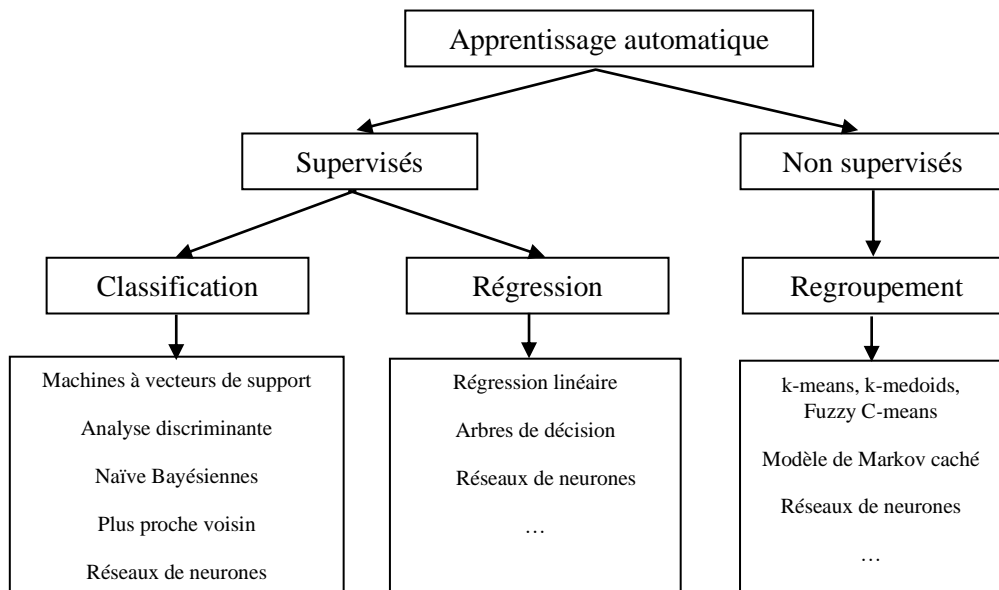 Apprentissage automatique
Supervisés
Non supervisés
Classification
Régression
Regroupement
Machines à vecteurs de support
Analyse discriminante
Naïve Bayésiennes
Plus proche voisin
Réseaux de neurones
Régression linéaire
Arbres de décision
Réseaux de neurones
…
k-means, k-medoids,
Fuzzy C-means
Modèle de Markov caché
Réseaux de neurones
…